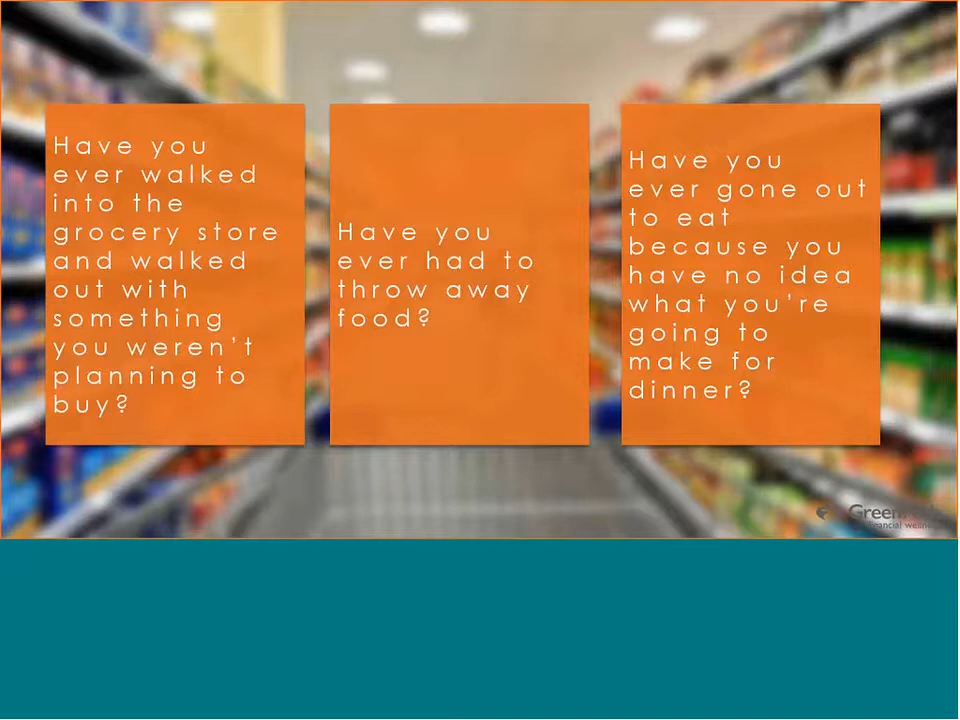 Have you
ever walked
into the
grocery store
and walked
out with
something
you weren't
planning to
buy?
Have you
ever had to
throw away
food?
Have you
ever gone out
to eat
because you
have no idea
what you're
going to
make for
dinner?
financial